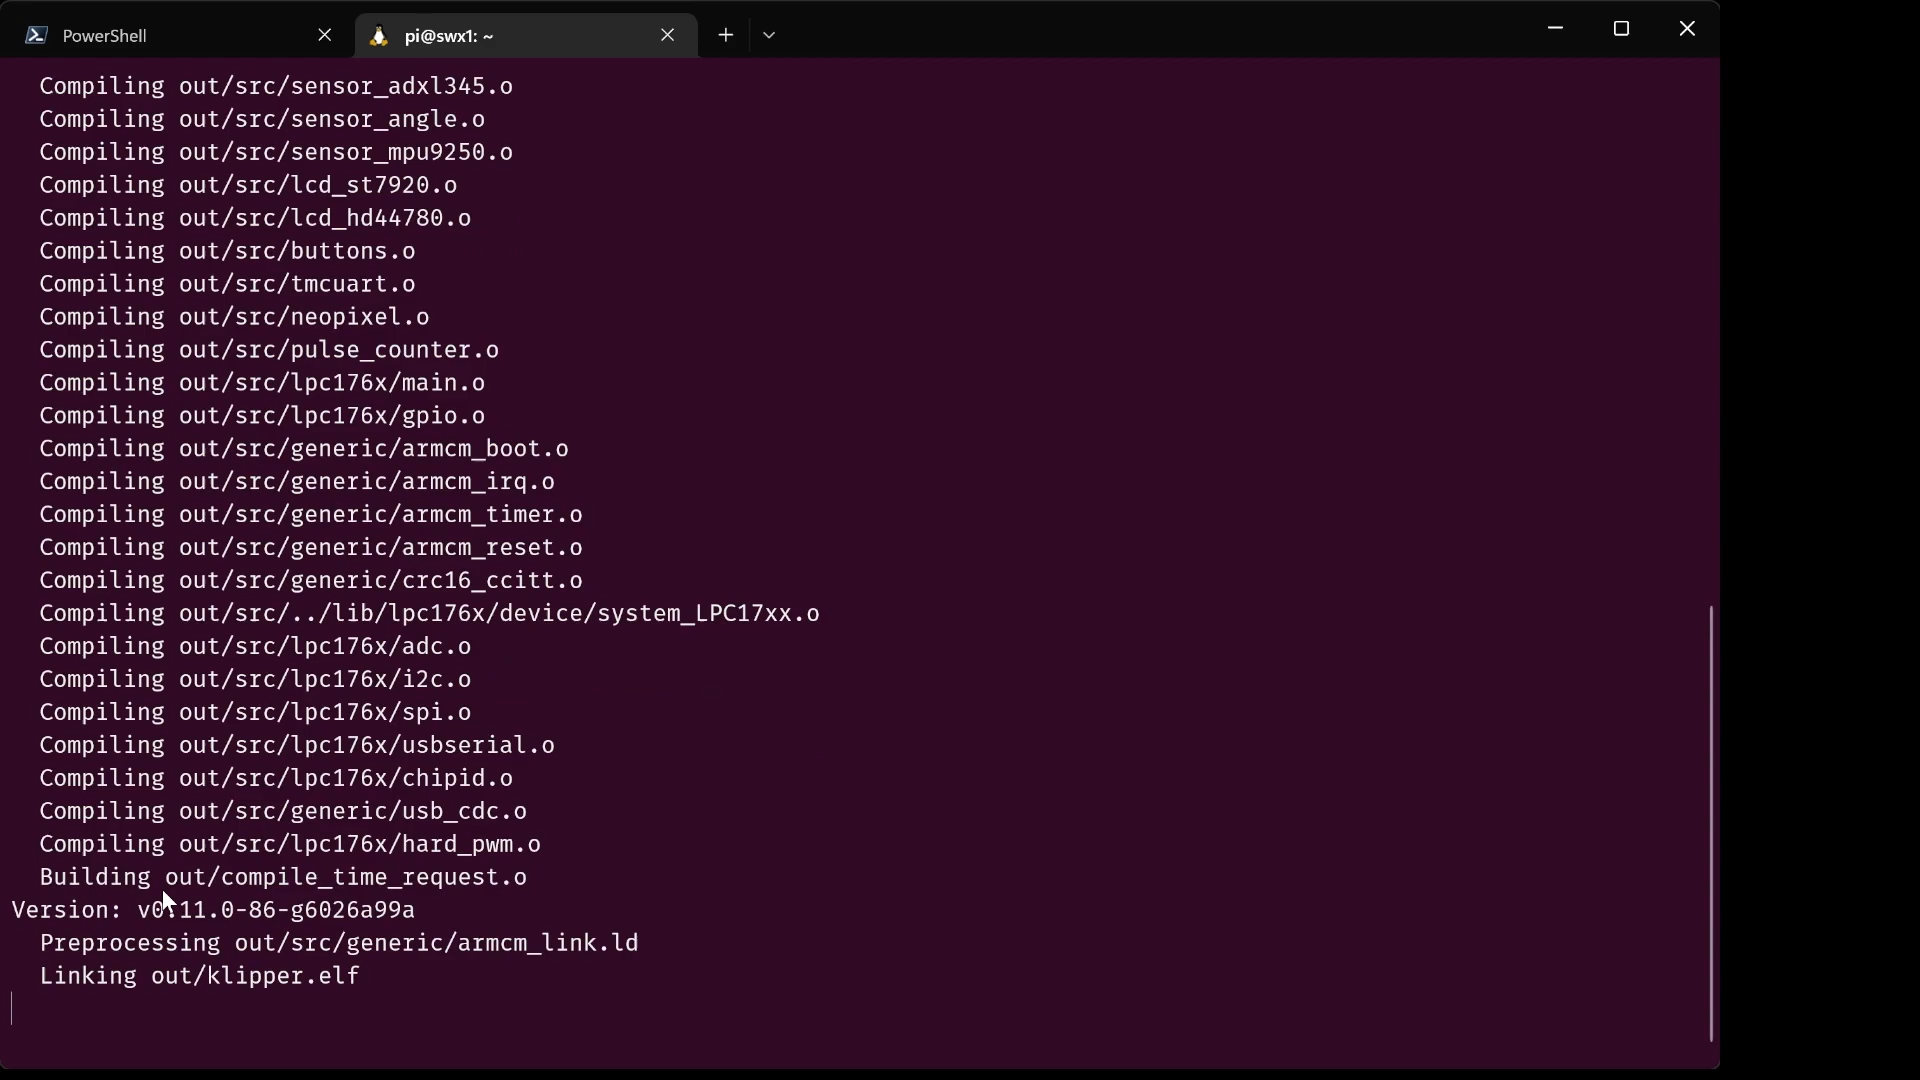 PowerShell
pi@swx1: ~
Compiling out/src/sensor_adxl345.o
Compiling out/src/sensor_angle.o
Compiling out/src/sensor_mpu9250.o
Compiling out/src/lcd_st7920.o
Compiling out/src/lcd_hd44780.o
Compiling out/src/buttons.o
Compiling out/src/tmcuart.o
Compiling out/src/neopixel.o
Compiling out/src/pulse_counter.o
Compiling out/src/lpc176x/main.o
Compiling out/src/lpc176x/gpio.o
Compiling out/src/generic/armcm_boot.o
Compiling out/src/generic/armcm_irq.o
Compiling out/src/generic/armcm_timer.o
Compiling out/src/generic/armcm_reset.o
Compiling out/src/generic/crc16_ccitt.o
Compiling out/src/../lib/lpc176x/device/system_LPC17xx.o
Compiling out/src/lpc176x/adc.o
Compiling out/src/lpc176x/i2c.o
Compiling out/src/lpc176x/spi.o
Compiling out/src/lpc176x/usbserial.o
Compiling out/src/lpc176x/chipid.o
Compiling out/src/generic/usb_cdc.o
Compiling out/src/lpc176x/hard_pwm.o
Building out/compile_time_request.o
Version: v0.11.0-86-g6026a99a
Preprocessing out/src/generic/armcm_link.ld
Linking out/klipper.elf